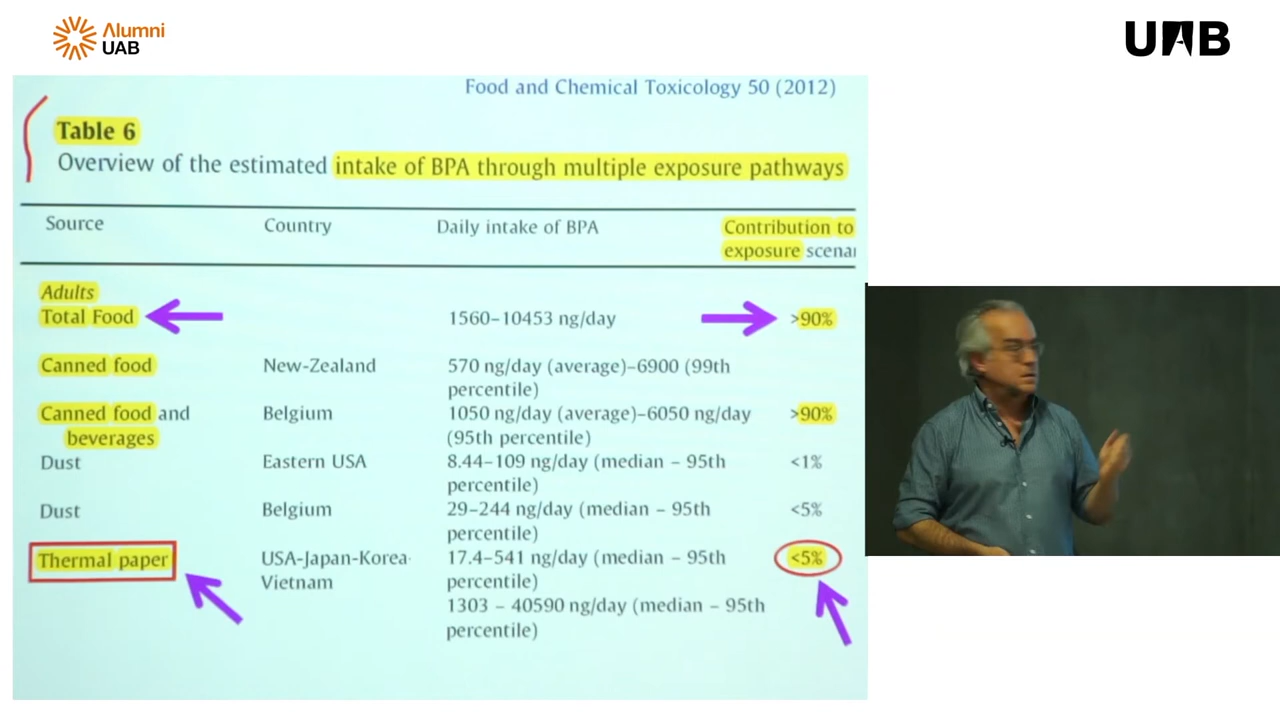 Alumni
UAB
UAB
Food and Chemical Toxicology 50 (2012)
Table 6
Overview of the estimated intake of BPA through multiple exposure pathways
Source Country Daily intake of BPA Contribution to
exposure scenar
Adults
Total Food 1560–10453 ng/day >90%
Canned food New-Zealand 570 ng/day (average)–6900 (99th
percentile)
Canned food and Belgium 1050 ng/day (average)–6050 ng/day >90%
beverages (95th percentile)
Dust Eastern USA 8.44–109 ng/day (median – 95th <1%
percentile)
Dust Belgium 29–244 ng/day (median – 95th <5%
percentile)
Thermal paper USA-Japan-Korea- 17.4–541 ng/day (median – 95th <5%
Vietnam percentile)
1303 – 40590 ng/day (median – 95th
percentile)